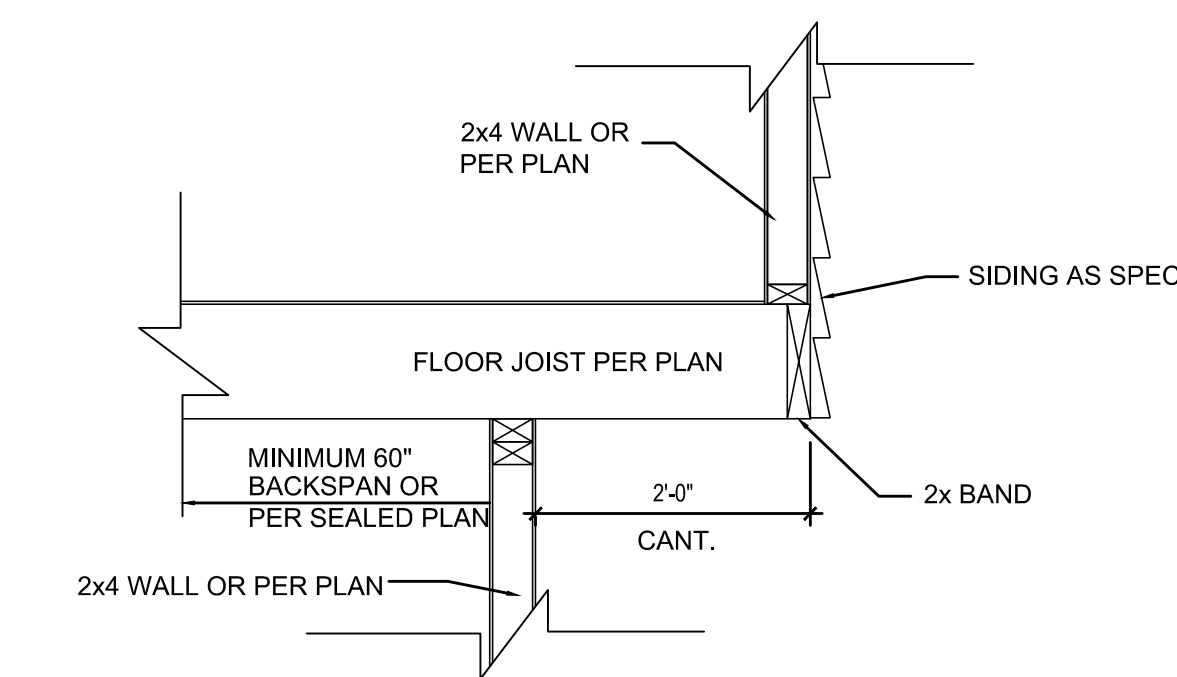 2x4 WALL OR
PER PLAN
SIDING AS SPEC
FLOOR JOIST PER PLAN
MINIMUM 60"
BACKSPAN OR
PER SEALED PLAN
2'-0"
CANT.
2x BAND
2x4 WALL OR PER PLAN